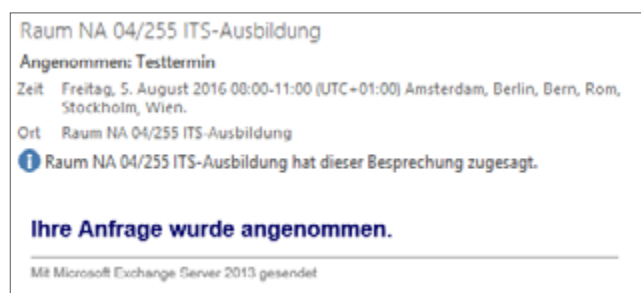 Raum NA 04/255 ITS-Ausbildung
Angenommen: Testtermin
Zeit Freitag, 5. August 2016 08:00-11:00 (UTC+01:00) Amsterdam, Berlin, Bern, Rom,
Stockholm, Wien.
Ort Raum NA 04/255 ITS-Ausbildung
Raum NA 04/255 ITS-Ausbildung hat dieser Besprechung zugesagt.
Ihre Anfrage wurde angenommen.
Mit Microsoft Exchange Server 2013 gesendet